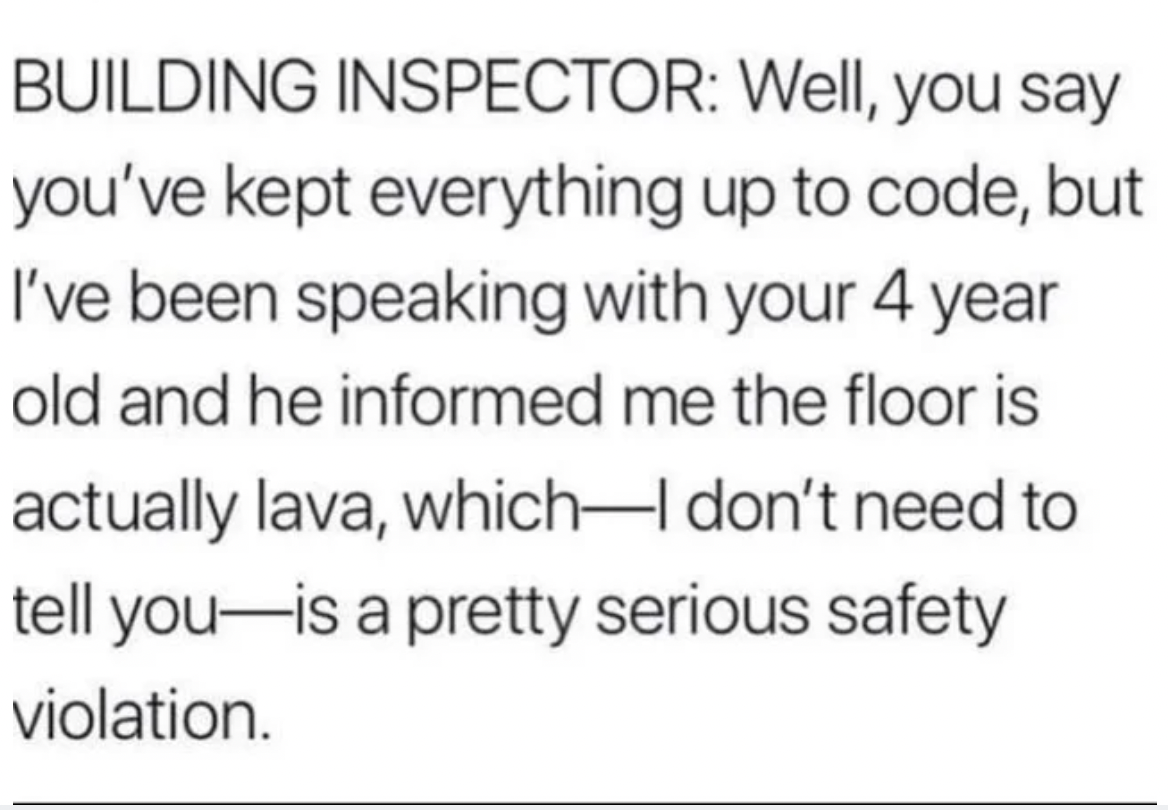 BUILDING INSPECTOR: Well, you say
you’ve kept everything up to code, but
I’ve been speaking with your 4 year
old and he informed me the floor is
actually lava, which—I don’t need to
tell you—is a pretty serious safety
violation.